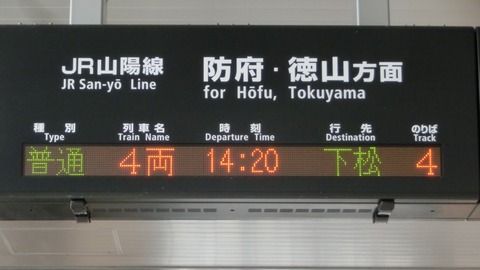 JR山陽線 防府・徳山方面
JR San-yō Line for Hōfu, Tokuyama
種別 列車名 時刻 行先 のりば
Type Train Name Departure Time Destination Track
普通 4両 14:20 下松 4